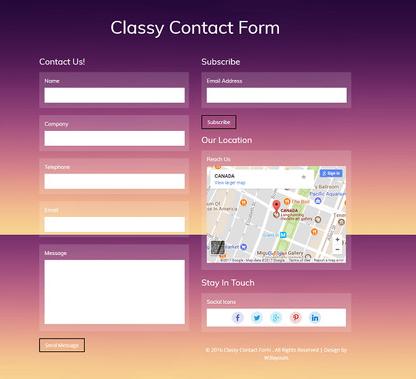 Classy Contact Form
Contact Us!
Name
Company
Telephone
Email
Message
Send Message
Subscribe
Email Address
Subscribe
Our Location
Reach Us
CANADA
View larger map
Sign in
CANADA
Stay In Touch
Social Icons
© 2016 Classy Contact Form . All Rights Reserved | Design by
W3layouts